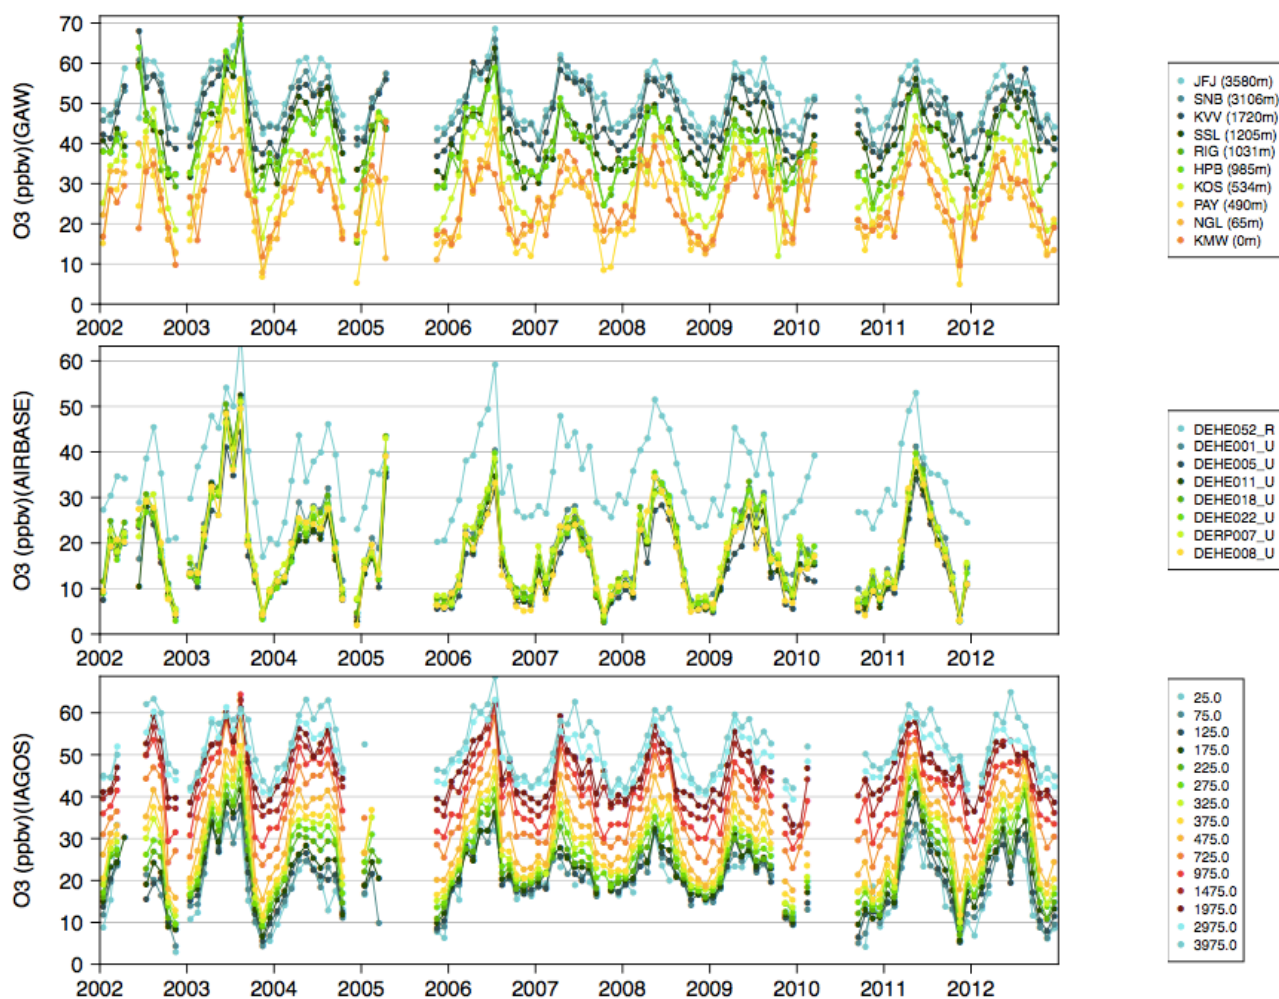 O3 (ppbv)(GAW)
70
60
50
40
30
20
10
0
2002 2003 2004 2005 2006 2007 2008 2009 2010 2011 2012
JFJ (3580m)
SNB (3106m)
KVV (1720m)
SSL (1205m)
RIG (1031m)
HPB (985m)
KOS (534m)
PAY (490m)
NGL (65m)
KMW (0m)
O3 (ppbv)(AIRBASE)
60
50
40
30
20
10
0
2002 2003 2004 2005 2006 2007 2008 2009 2010 2011 2012
DEHE052_R
DEHE001_U
DEHE005_U
DEHE011_U
DEHE018_U
DEHE022_U
DERP007_U
DEHE008_U
O3 (ppbv)(IAGOS)
60
50
40
30
20
10
0
2002 2003 2004 2005 2006 2007 2008 2009 2010 2011 2012
25.0
75.0
125.0
175.0
225.0
275.0
325.0
375.0
475.0
725.0
975.0
1475.0
1975.0
2975.0
3975.0